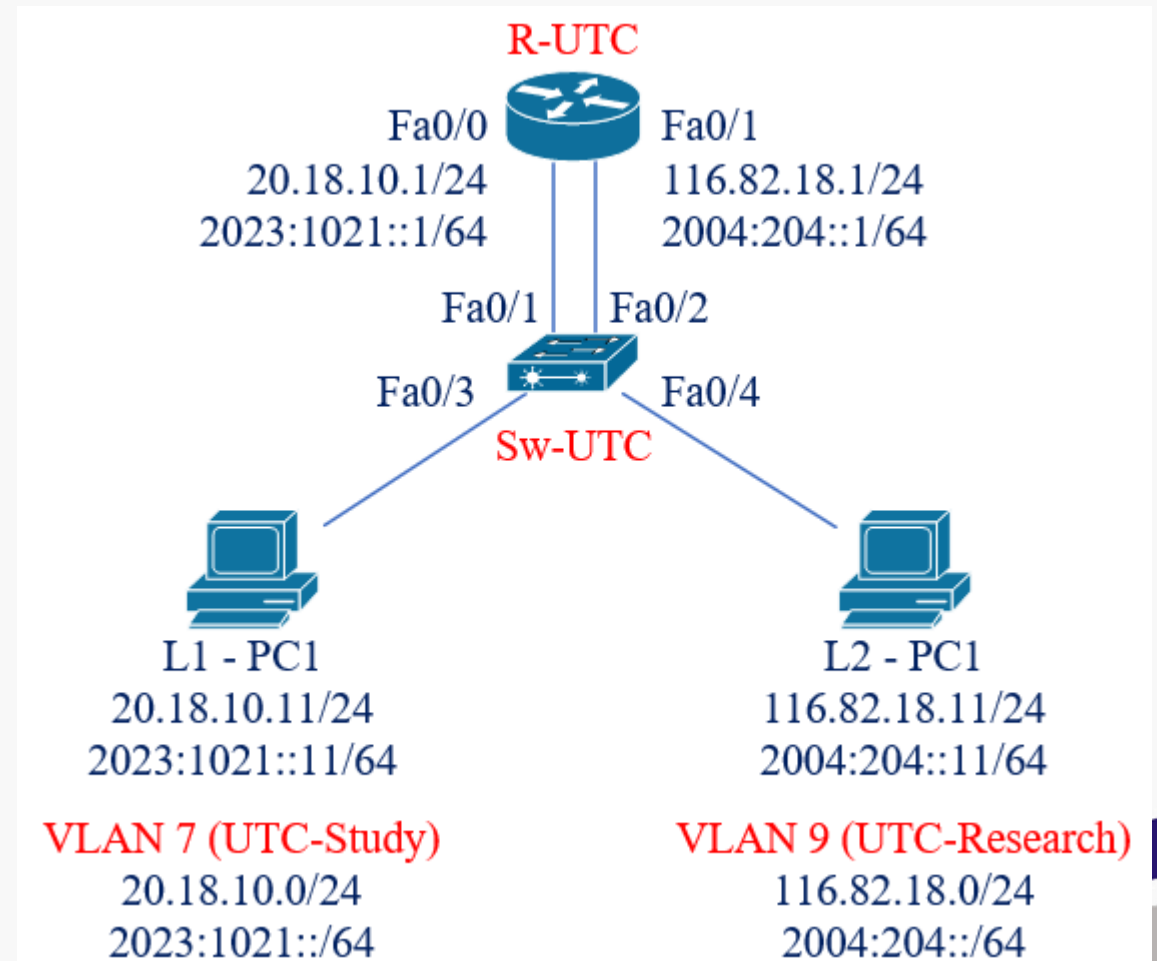 R-UTC
Fa0/0
Fa0/1
20.18.10.1/24
116.82.18.1/24
2023:1021::1/64
2004:204::1/64
Fa0/1
Fa0/2
Fa0/3
Fa0/4
Sw-UTC
L1 - PC1
L2 - PC1
20.18.10.11/24
116.82.18.11/24
2023:1021::11/64
2004:204::11/64
VLAN 7 (UTC-Study)
VLAN 9 (UTC-Research)
20.18.10.0/24
116.82.18.0/24
2023:1021::/64
2004:204::/64